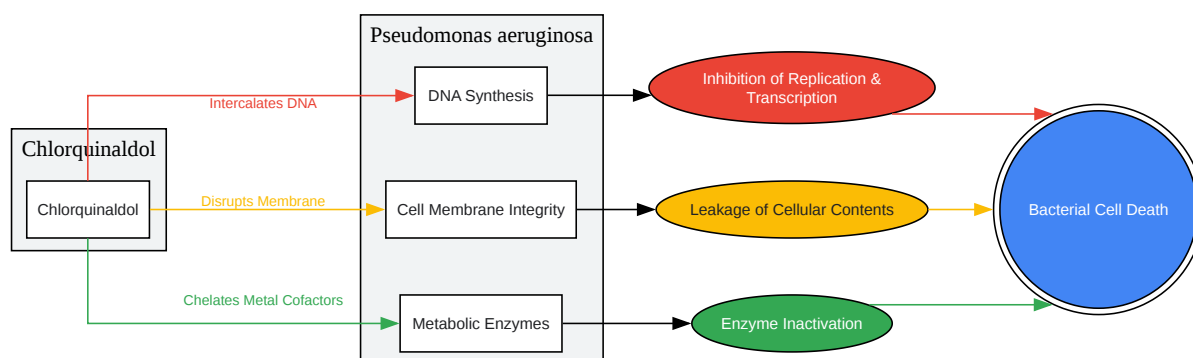 Pseudomonas aeruginosa
Chlorquinaldol
Chlorquinaldol
Intercalates DNA
DNA Synthesis
Inhibition of Replication &
Transcription
Disrupts Membrane
Cell Membrane Integrity
Leakage of Cellular Contents
Bacterial Cell Death
Chelates Metal Cofactors
Metabolic Enzymes
Enzyme Inactivation